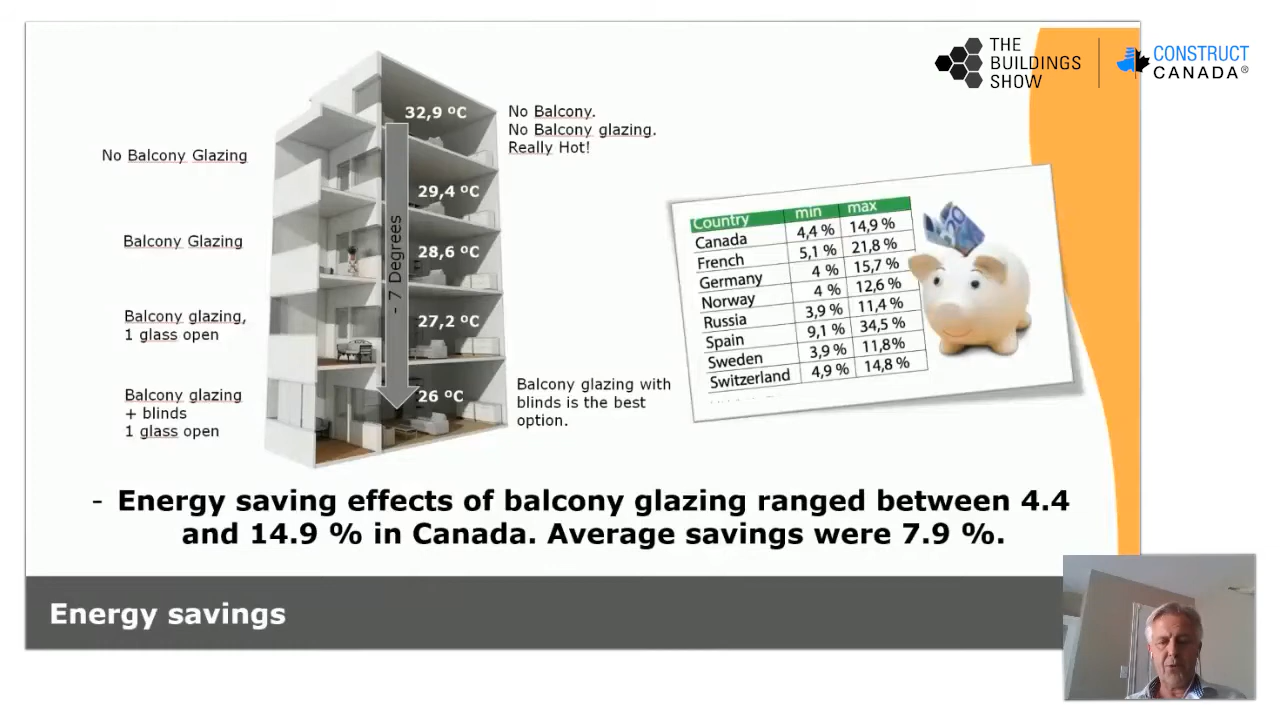 THE
BUILDINGS
SHOW
CONSTRUCT
CANADA®
No Balcony Glazing
Balcony Glazing
Balcony glazing,
1 glass open
Balcony glazing
+ blinds
1 glass open
32,9 ºC
29,4 ºC
28,6 ºC
27,2 ºC
26 ºC
- 7 Degrees
No Balcony.
No Balcony glazing.
Really Hot!
Balcony glazing with
blinds is the best
option.
Country min max
Canada 4,4 % 14,9 %
French 5,1 % 21,8 %
Germany 4 % 15,7 %
Norway 4 % 12,6 %
Russia 3,9 % 11,4 %
Spain 9,1 % 34,5 %
Sweden 3,9 % 11,8%
Switzerland 4,9 % 14,8 %
- Energy saving effects of balcony glazing ranged between 4.4
and 14.9 % in Canada. Average savings were 7.9 %.
Energy savings